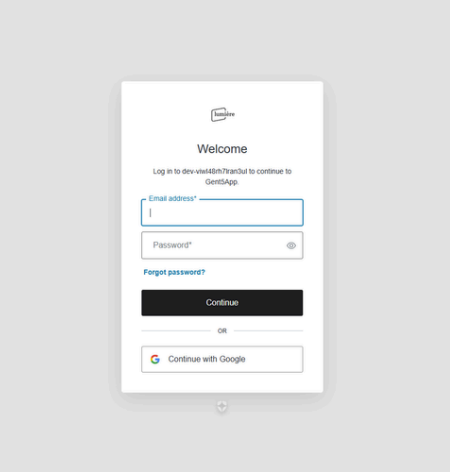 lumière
Welcome
Log in to dev-viwl48rh7lran3ul to continue to
Gent5App.
Email address*
Password*
Forgot password?
Continue
OR
Continue with Google